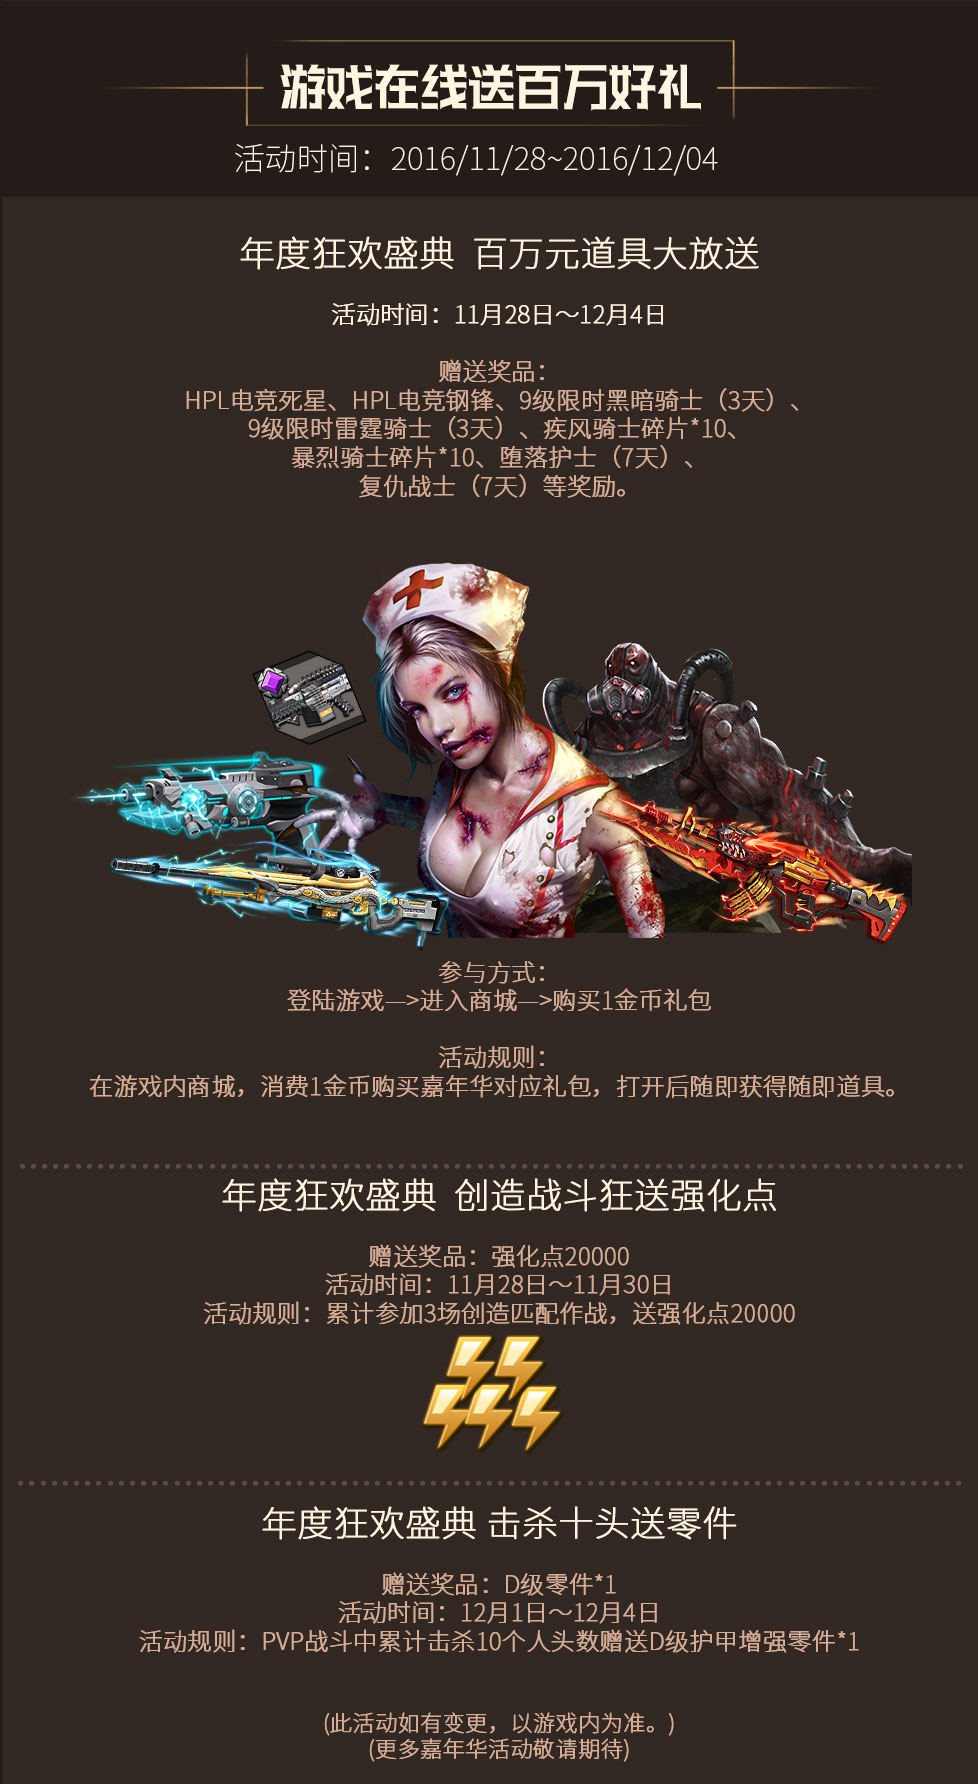 游戏在线送百万好礼
活动时间：2016/11/28~2016/12/04
年度狂欢盛典 百万元道具大放送
活动时间：11月28日～12月4日
赠送奖品：
HPL电竞死星、HPL电竞钢锋、9级限时黑暗骑士（3天）、
9级限时雷霆骑士（3天）、疾风骑士碎片*10、
暴烈骑士碎片*10、堕落护士（7天）、
复仇战士（7天）等奖励。
参与方式：
登陆游戏—>进入商城—>购买1金币礼包
活动规则：
在游戏内商城，消费1金币购买嘉年华对应礼包，打开后随即获得随即道具。
年度狂欢盛典 创造战斗狂送强化点
赠送奖品：强化点20000
活动时间：11月28日～11月30日
活动规则：累计参加3场创造匹配作战，送强化点20000
年度狂欢盛典 击杀十头送零件
赠送奖品：D级零件*1
活动时间：12月1日～12月4日
活动规则：PVP战斗中累计击杀10个人头数赠送D级护甲增强零件*1
(此活动如有变更，以游戏内为准。)
(更多嘉年华活动敬请期待)